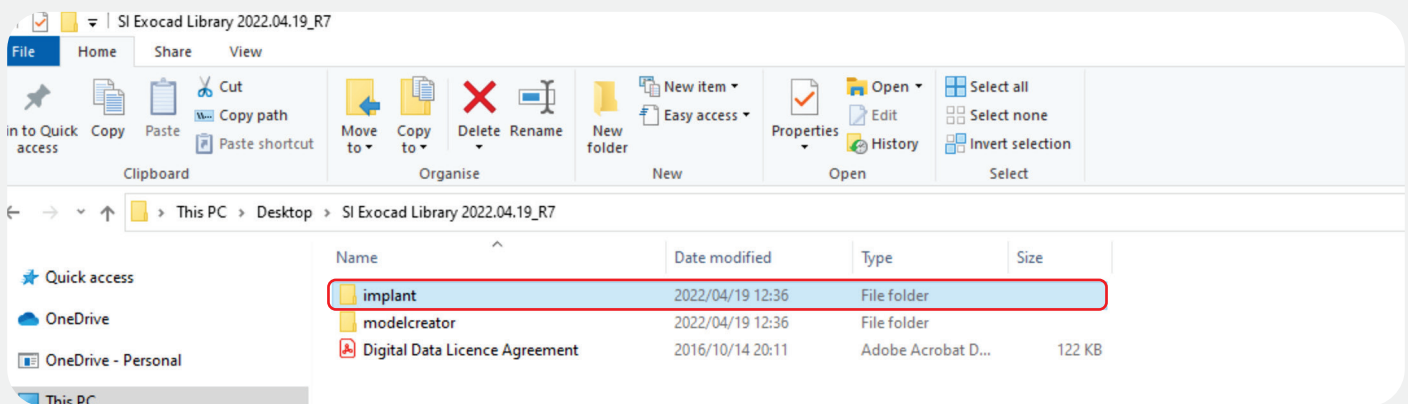 SI Exocad Library 2022.04.19_R7
File Home Share View
in to Quick access
Copy
Paste
Cut
Copy path
Paste shortcut
Move to
Copy to
Delete
Rename
New folder
New item
Easy access
Properties
Open
Edit
History
Select all
Select none
Invert selection
Clipboard Organise New Open Select
This PC > Desktop > SI Exocad Library 2022.04.19_R7
Quick access
OneDrive
OneDrive - Personal
This PC
Name Date modified Type Size
implant 2022/04/19 12:36 File folder
modelcreator 2022/04/19 12:36 File folder
Digital Data Licence Agreement 2016/10/14 20:11 Adobe Acrobat D... 122 KB